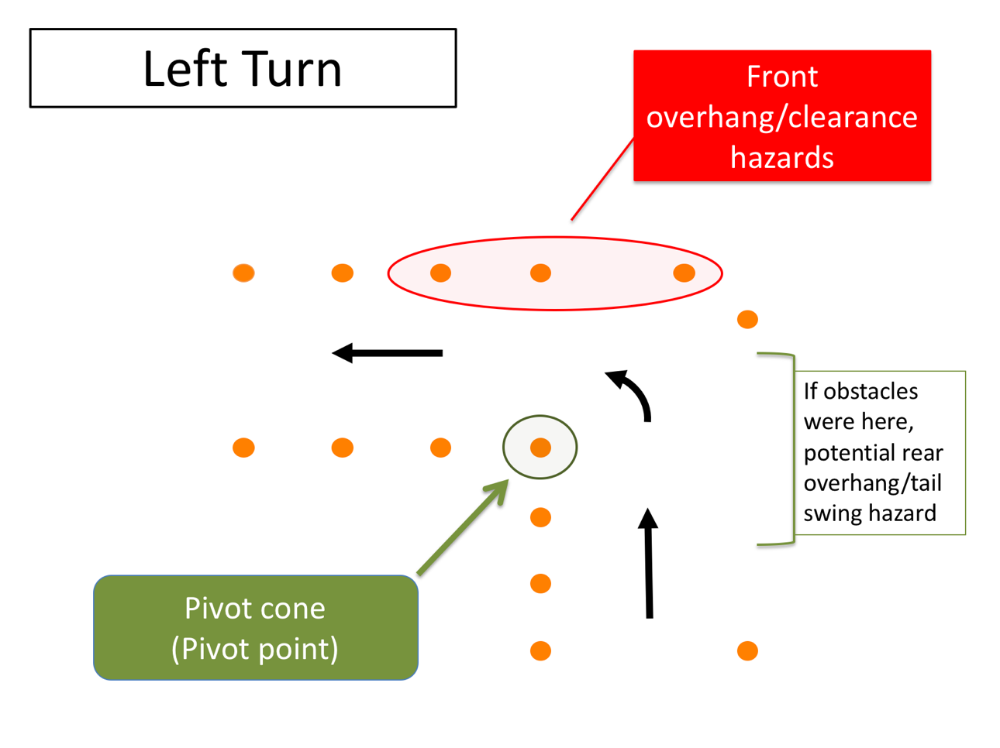 Left Turn
Front
overhang/clearance
hazards
If obstacles
were here,
potential rear
overhang/tail
swing hazard
Pivot cone
(Pivot point)